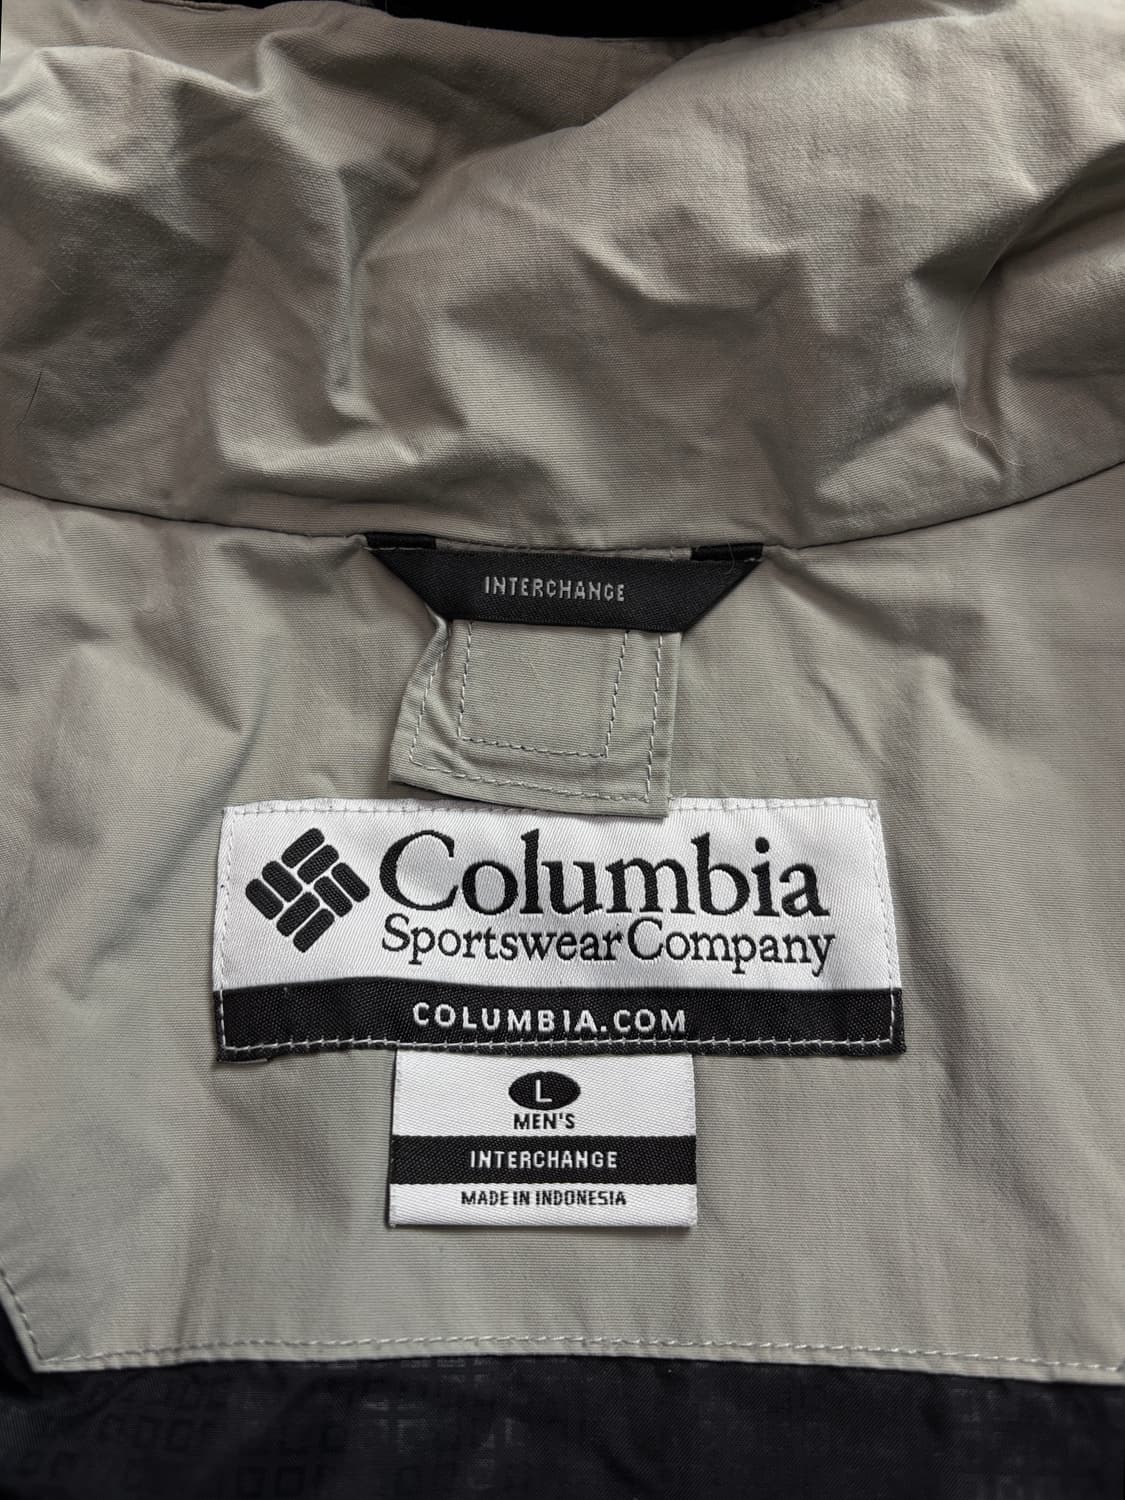 INTERCHANGE
Columbia
Sportswear Company
COLUMBIA.COM
L
MEN'S
INTERCHANGE
MADE IN INDONESIA